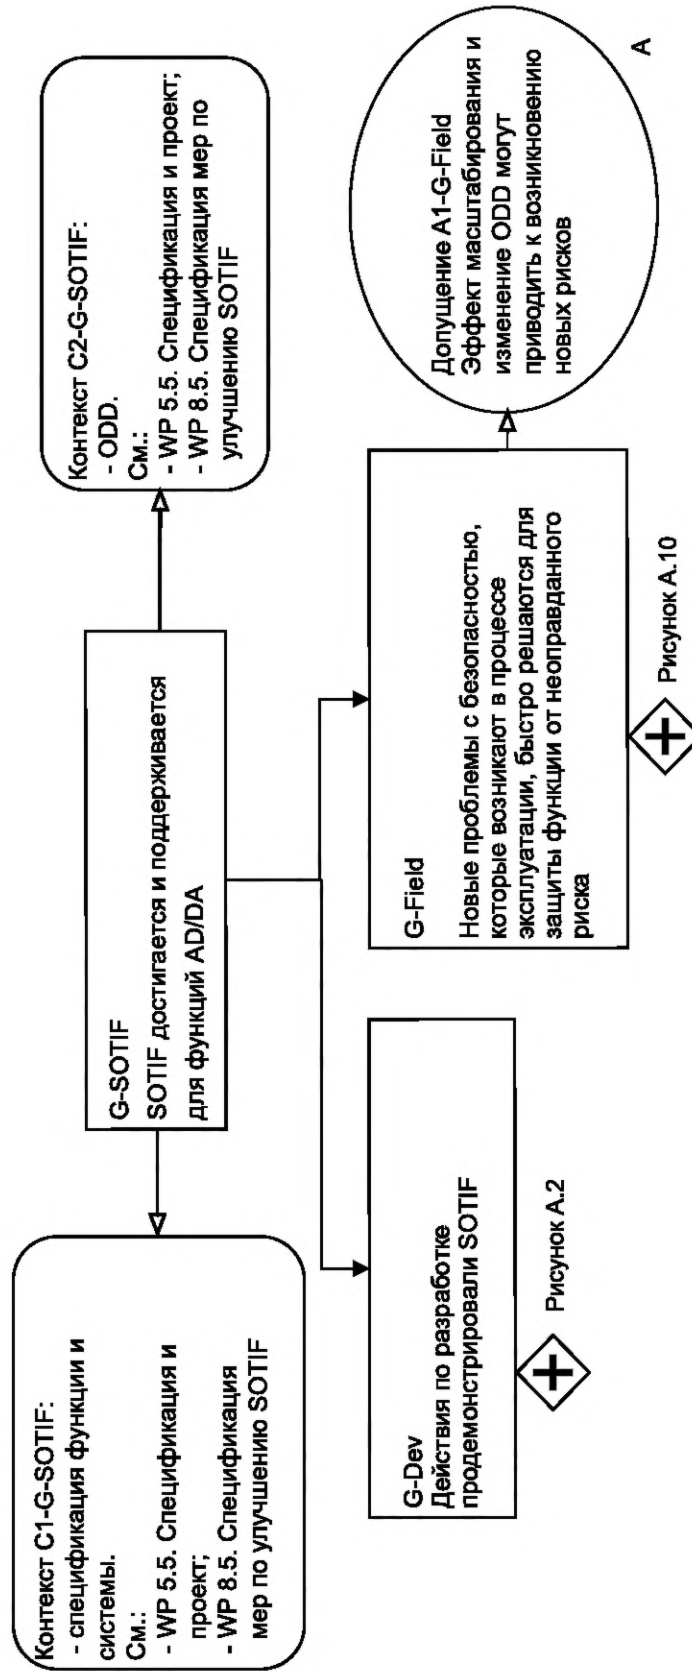 Контекст C1-G-SOTIF:
- спецификация функции и
системы.
См.:
- WP 5.5. Спецификация и
проект;
- WP 8.5. Спецификация
мер по улучшению SOTIF
G-SOTIF
SOTIF достигается и поддерживается
для функций AD/DA
Контекст C2-G-SOTIF:
- ODD.
См.:
- WP 5.5. Спецификация и проект;
- WP 8.5. Спецификация мер по
улучшению SOTIF
G-Dev
Действия по разработке
продемонстрировали SOTIF
Рисунок А.2
G-Field
Новые проблемы с безопасностью,
которые возникают в процессе
эксплуатации, быстро решаются для
защиты функции от неоправданного
риска
Рисунок А.10
Допущение A1-G-Field
Эффект масштабирования и
изменение ODD могут
приводить к возникновению
новых рисков
А